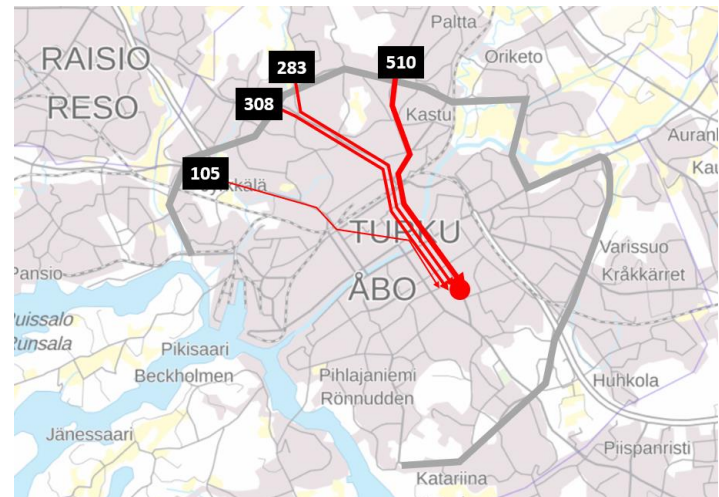 Paltta
RAISIO
RESO
283
510
Oriketo
308
Kastu
Auran
105
Kau
TURKU
ÅBO
Varissuo
Kråkkärret
Pansio
Ruissalo
Runsala
Pikisaari
Beckholmen
Pihlajaniemi
Rönnudden
Huhkola
Jänessaari
Piispanristi
Katariina